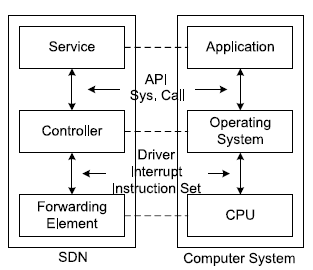 Service
Application
API
Sys, Call
Controller
Operating
System
Driver
Interrupt
Instruction Set
Forwarding
Element
CPU
SDN
Computer System